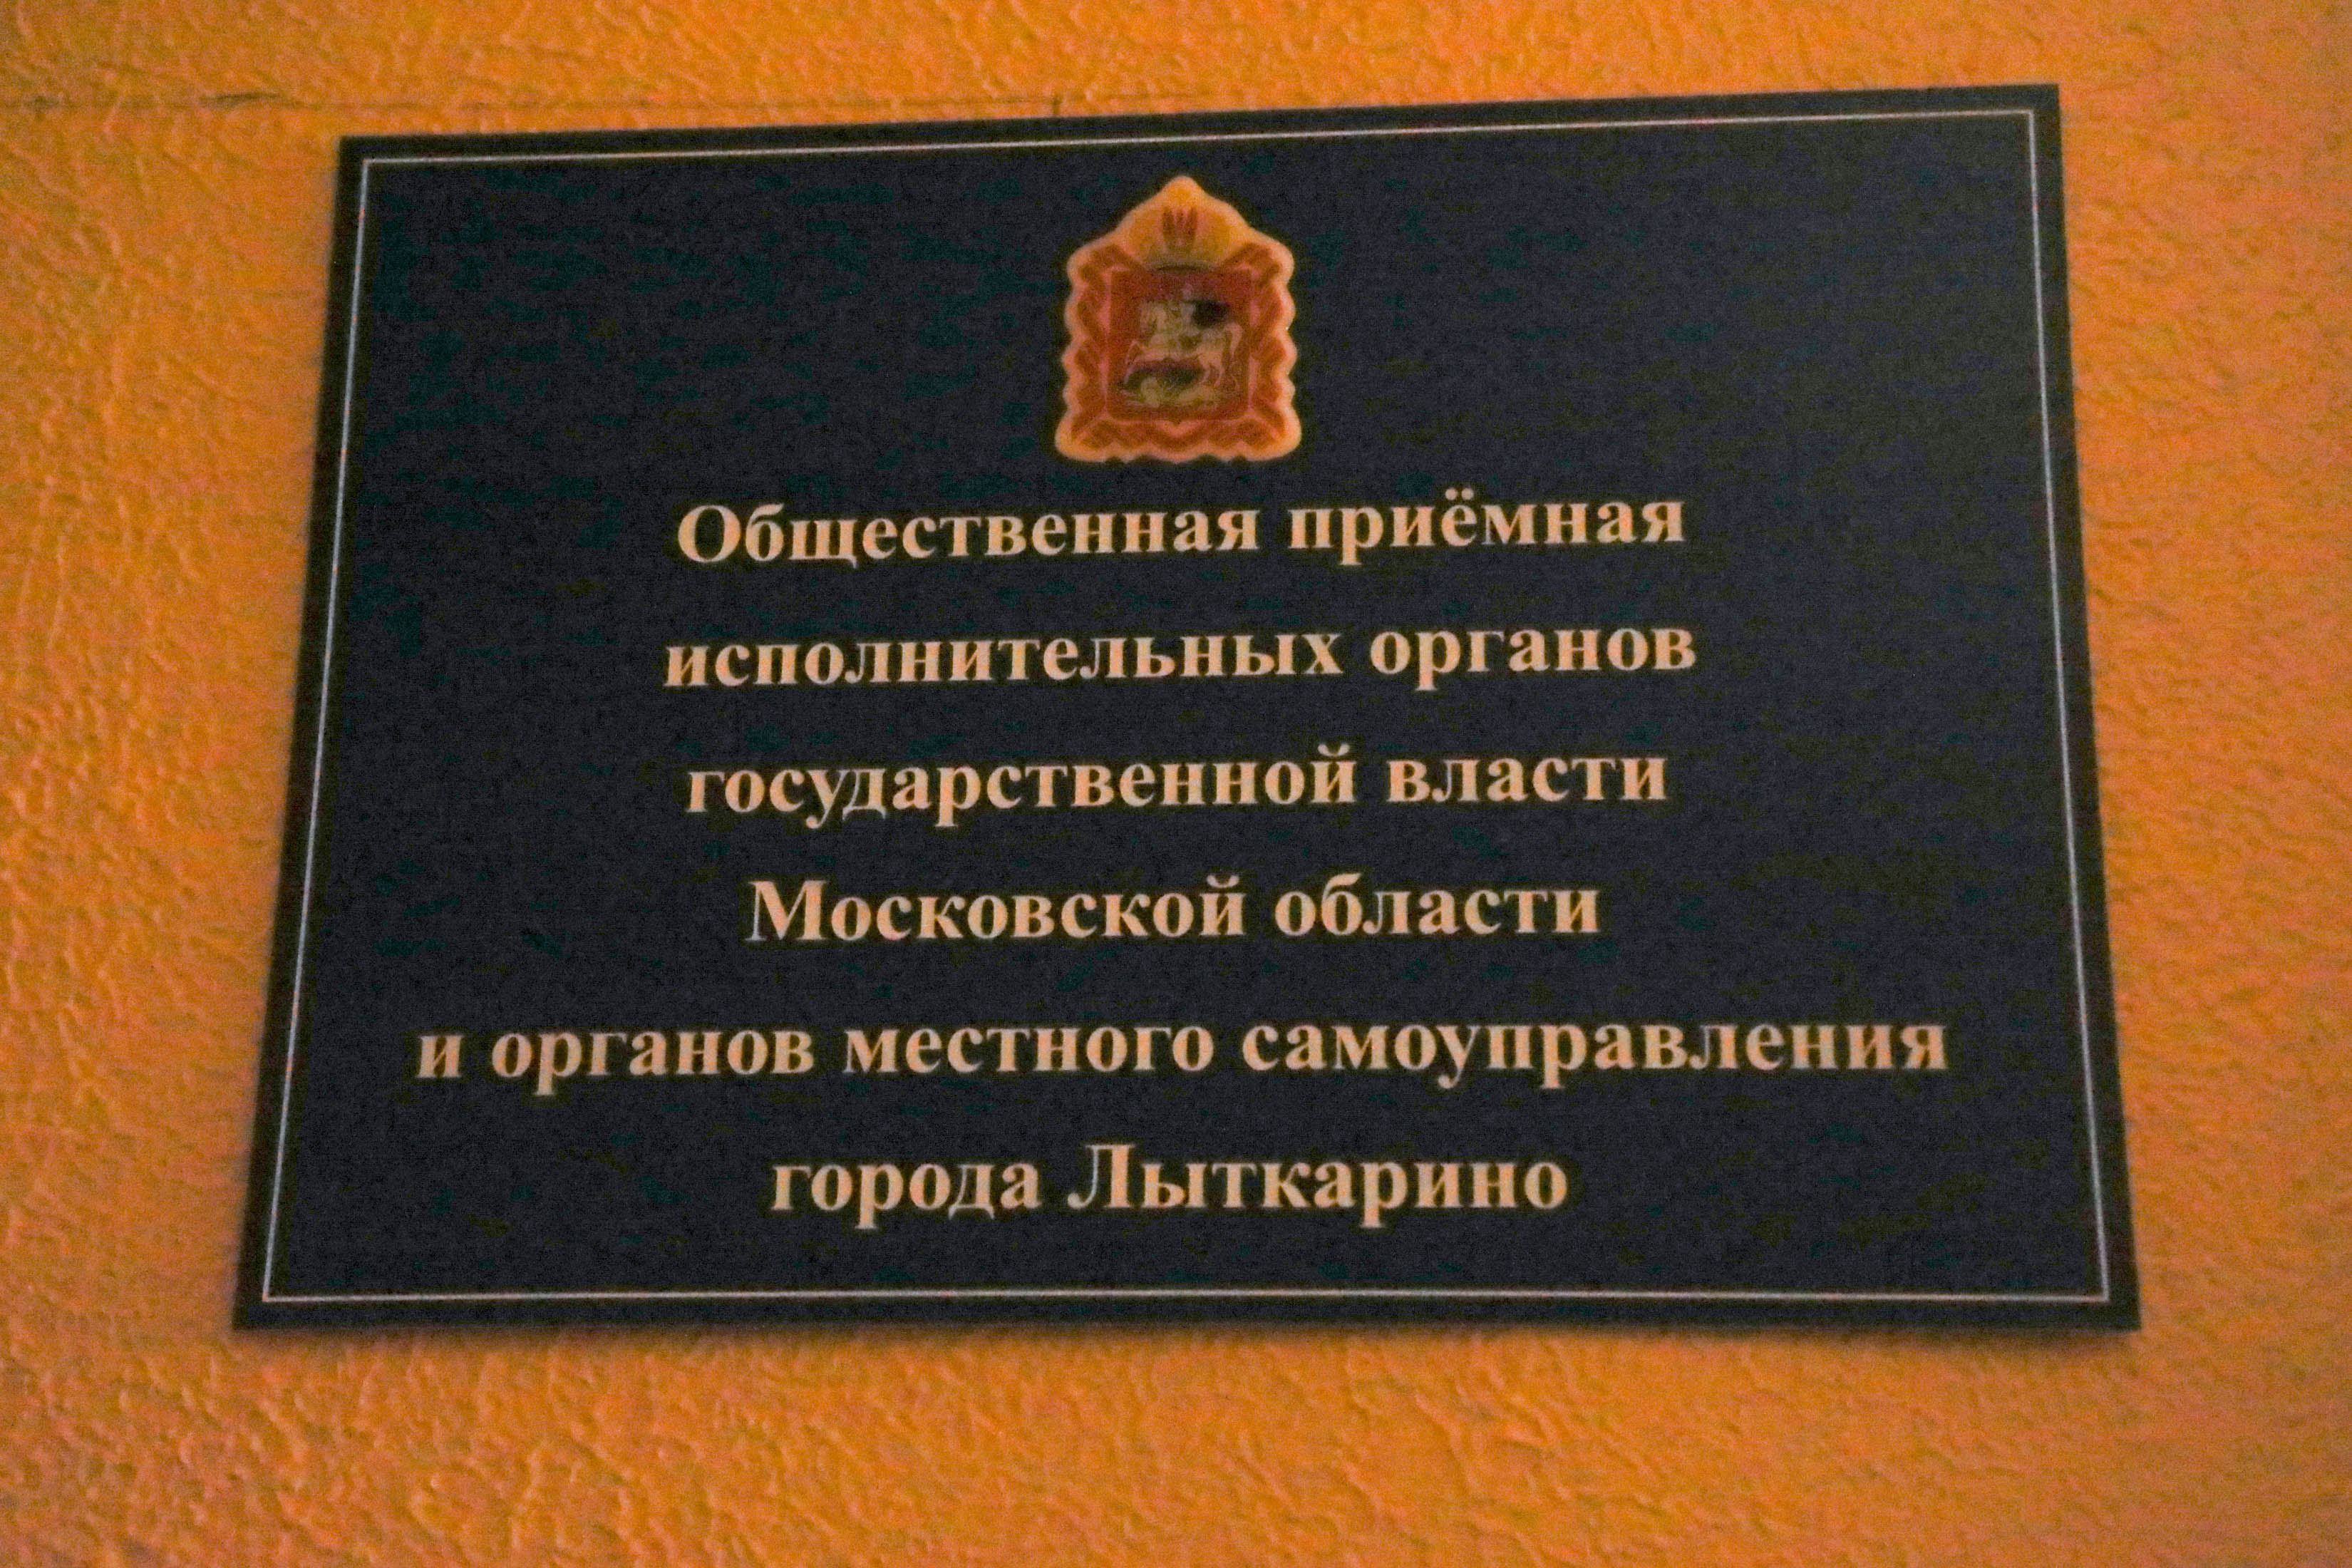 Общественная приёмная
исполнительных органов
государственной власти
Московской области
и органов местного самоуправления
города Лыткарино